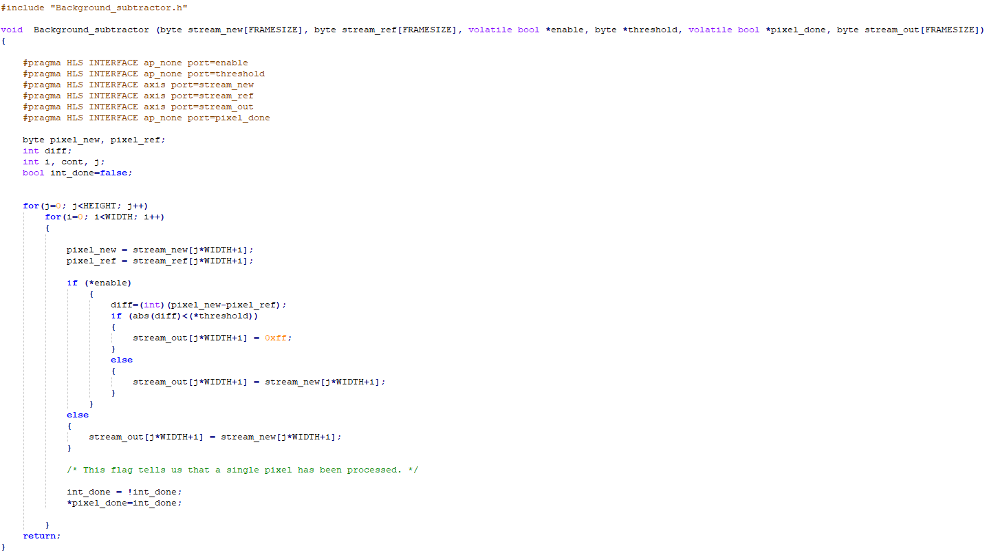 #include "Background_subtractor.h"
void  Background_subtractor (byte stream_new[FRAMESIZE], byte stream_ref[FRAMESIZE], volatile bool *enable, byte *threshold, volatile bool *pixel_done, byte stream_out[FRAMESIZE])
{
#pragma HLS INTERFACE ap_none port=enable
#pragma HLS INTERFACE ap_none port=threshold
#pragma HLS INTERFACE axis port=stream_new
#pragma HLS INTERFACE axis port=stream_ref
#pragma HLS INTERFACE axis port=stream_out
#pragma HLS INTERFACE ap_none port=pixel_done
byte pixel_new, pixel_ref;
int diff;
int i, cont, j;
bool int_done=false;
for(j=0; j<HEIGHT; j++)
for(i=0; i<WIDTH; i++)
{
pixel_new = stream_new[j*WIDTH+i];
pixel_ref = stream_ref[j*WIDTH+i];
if (*enable)
{
diff=(int)(pixel_new-pixel_ref);
if (abs(diff)<(*threshold))
{
stream_out[j*WIDTH+i] = 0xff;
}
else
{
stream_out[j*WIDTH+i] = stream_new[j*WIDTH+i];
}
}
else
{
stream_out[j*WIDTH+i] = stream_new[j*WIDTH+i];
}
/* This flag tells us that a single pixel has been processed. */
int_done = !int_done;
*pixel_done=int_done;
}
return;
}